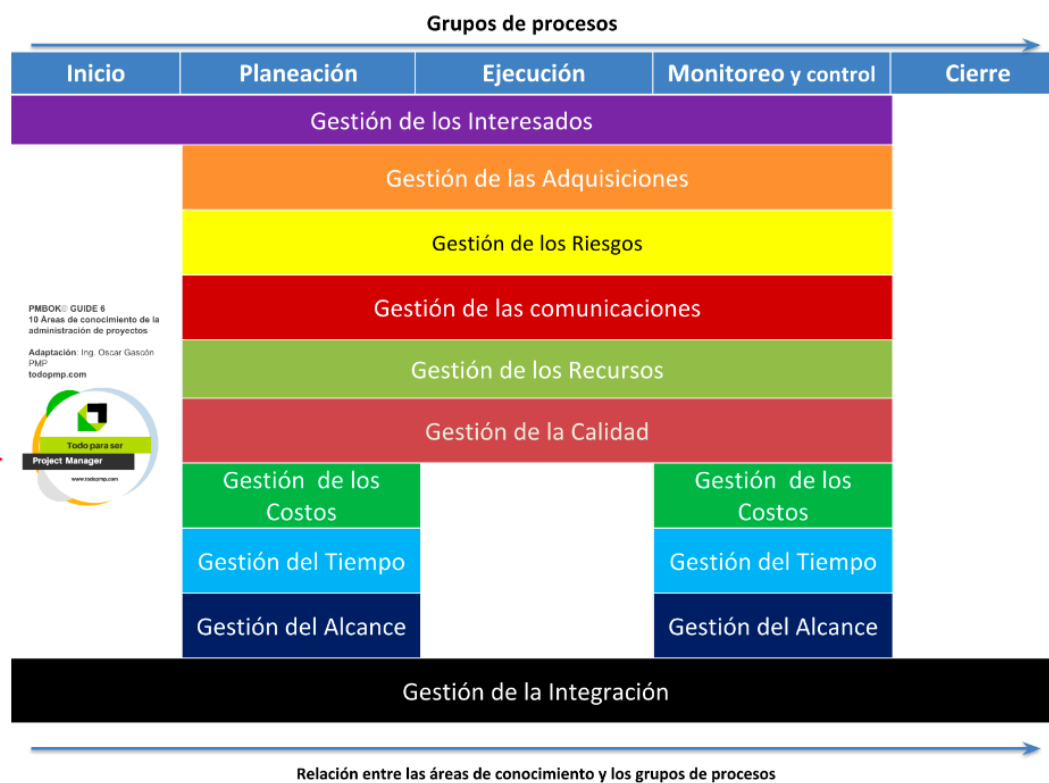 Grupos de procesos
Inicio
Planeación
Ejecución
Monitoreo y control
Cierre
Gestión de los Interesados
Gestión de las Adquisiciones
Gestión de los Riesgos
Gestión de las comunicaciones
Gestión de los Recursos
Gestión de la Calidad
PMBOK® GUIDE 6
10 Áreas de conocimiento de la
administración de proyectos
Adaptación: Ing. Oscar Gascón
PMP
todopmp.com
Todo para ser
Project Manager
www.todopmp.com
Gestión de los
Costos
Gestión de los
Costos
Gestión del Tiempo
Gestión del Tiempo
Gestión del Alcance
Gestión del Alcance
Gestión de la Integración
Relación entre las áreas de conocimiento y los grupos de procesos